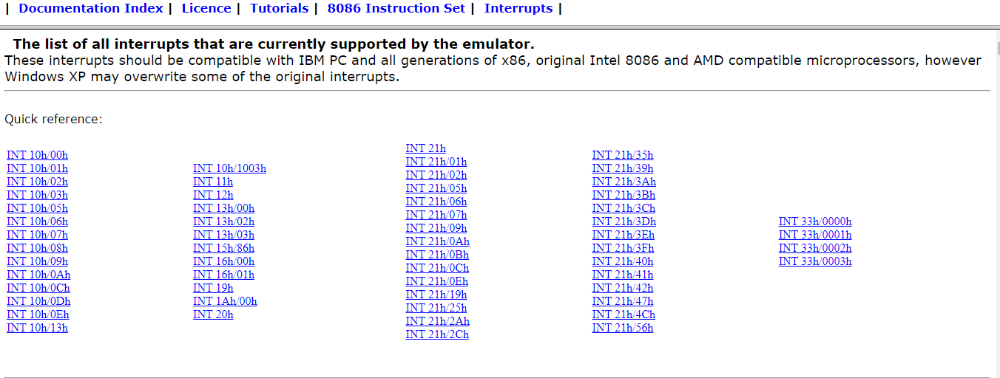 | Documentation Index | Licence | Tutorials | 8086 Instruction Set | Interrupts |
The list of all interrupts that are currently supported by the emulator.
These interrupts should be compatible with IBM PC and all generations of x86, original Intel 8086 and AMD compatible microprocessors, however
Windows XP may overwrite some of the original interrupts.
Quick reference:
INT 10h/00h
INT 10h/01h
INT 10h/02h
INT 10h/03h
INT 10h/05h
INT 10h/06h
INT 10h/07h
INT 10h/08h
INT 10h/09h
INT 10h/0Ah
INT 10h/0Ch
INT 10h/0Dh
INT 10h/0Eh
INT 10h/13h
INT 10h/1003h
INT 11h
INT 12h
INT 13h/00h
INT 13h/02h
INT 13h/03h
INT 15h/86h
INT 16h/00h
INT 16h/01h
INT 19h
INT 1Ah/00h
INT 20h
INT 21h
INT 21h/01h
INT 21h/02h
INT 21h/05h
INT 21h/06h
INT 21h/07h
INT 21h/09h
INT 21h/0Ah
INT 21h/0Bh
INT 21h/0Ch
INT 21h/0Eh
INT 21h/19h
INT 21h/25h
INT 21h/2Ah
INT 21h/2Ch
INT 21h/35h
INT 21h/39h
INT 21h/3Ah
INT 21h/3Bh
INT 21h/3Ch
INT 21h/3Dh
INT 21h/3Eh
INT 21h/3Fh
INT 21h/40h
INT 21h/41h
INT 21h/42h
INT 21h/47h
INT 21h/4Ch
INT 21h/56h
INT 33h/0000h
INT 33h/0001h
INT 33h/0002h
INT 33h/0003h